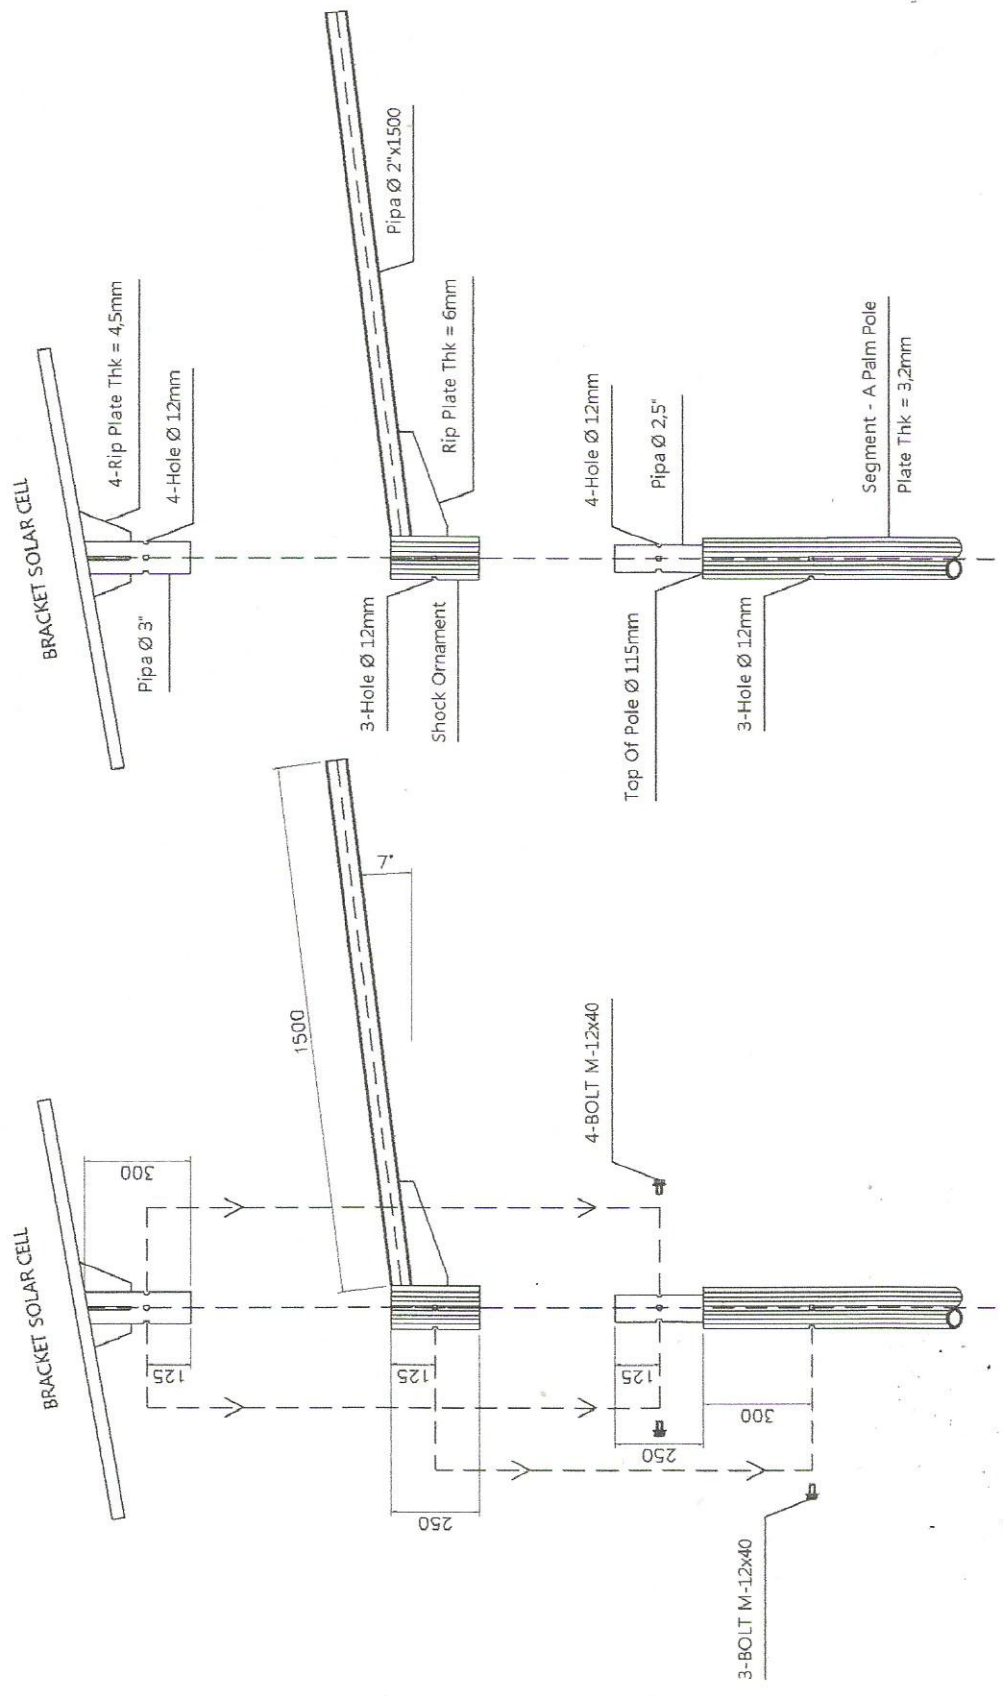 BRACKET SOLAR CELL
300
125
1500
7°
125
250
4-BOLT M-12x40
125
250
300
3-BOLT M-12x40
BRACKET SOLAR CELL
4-Rip Plate Thk = 4,5mm
4-Hole Ø 12mm
Pipa Ø 3"
Pipa Ø 2"x1500
3-Hole Ø 12mm
Shock Ornament
Rip Plate Thk = 6mm
4-Hole Ø 12mm
Pipa Ø 2,5"
Top Of Pole Ø 115mm
3-Hole Ø 12mm
Segment - A Palm Pole
Plate Thk = 3,2mm